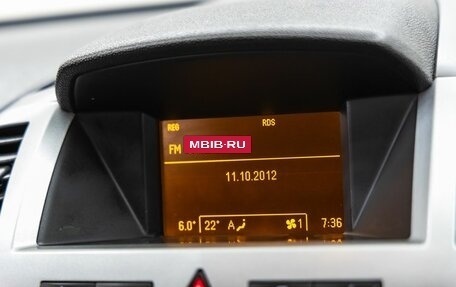 REG RDS
FM MBIB-RU
11.10.2012
6.0° 22° A 1 7:36